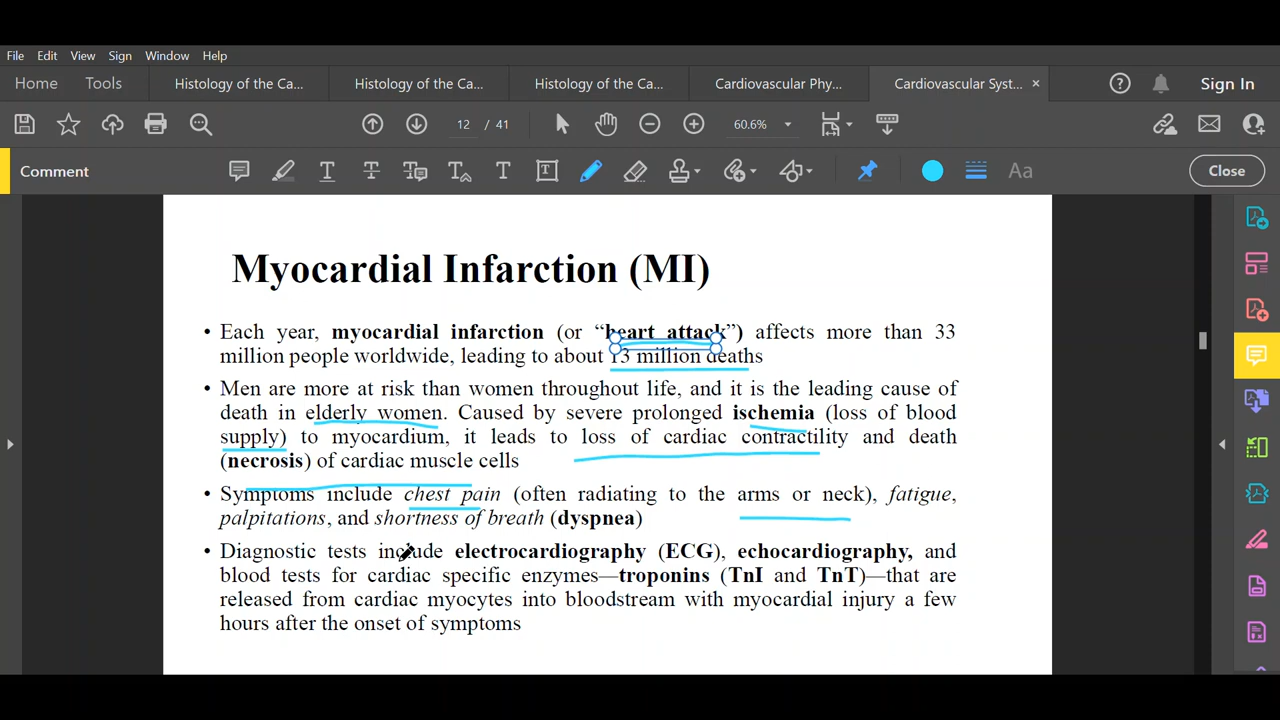 File Edit View Sign Window Help
Home Tools Histology of the Ca... Histology of the Ca... Histology of the Ca... Cardiovascular Phy... Cardiovascular Syst... × Sign In
12 / 41 60.6%
Comment Aa Close
Myocardial Infarction (MI)
• Each year, myocardial infarction (or “heart attack”) affects more than 33
million people worldwide, leading to about 13 million deaths
• Men are more at risk than women throughout life, and it is the leading cause of
death in elderly women. Caused by severe prolonged ischemia (loss of blood
supply) to myocardium, it leads to loss of cardiac contractility and death
(necrosis) of cardiac muscle cells
• Symptoms include chest pain (often radiating to the arms or neck), fatigue,
palpitations, and shortness of breath (dyspnea)
• Diagnostic tests include electrocardiography (ECG), echocardiography, and
blood tests for cardiac specific enzymes—troponins (TnI and TnT)—that are
released from cardiac myocytes into bloodstream with myocardial injury a few
hours after the onset of symptoms